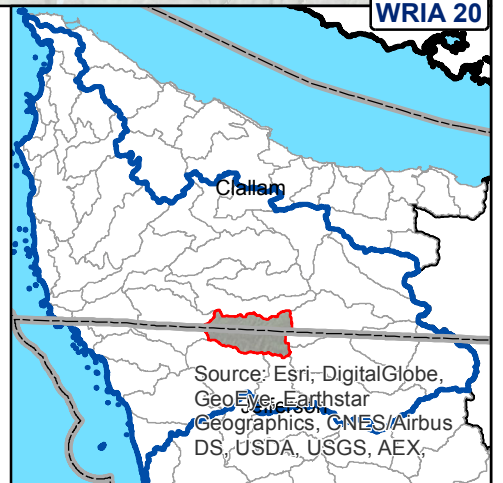 WRIA 20
Clallam
Source: Esri, DigitalGlobe,
GeoEye, Earthstar
Geographics, CNES/Airbus
DS, USDA, USGS, AEX,